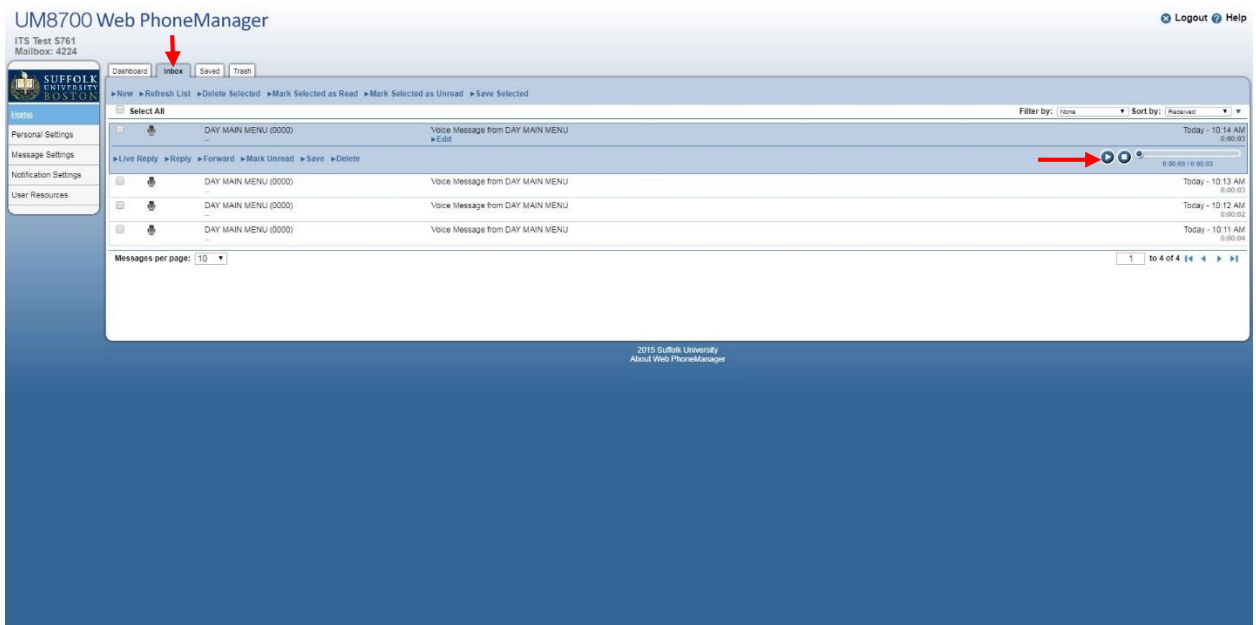 UM8700 Web PhoneManager
Logout Help
ITS Test S761
Mailbox: 4224
SUFFOLK
UNIVERSITY
BOSTON
Dashboard Inbox Saved Trash
►New ►Refresh List ►Delete Selected ►Mark Selected as Read ►Mark Selected as Unread ►Save Selected
Home
Personal Settings
Message Settings
Notification Settings
User Resources
Select All Filter by: None Sort by: Received
DAY MAIN MENU (0000) Voice Message from DAY MAIN MENU Today - 10:14 AM
-- ►Edit 0:00:03
►Live Reply ►Reply ►Forward ►Mark Unread ►Save ►Delete 0:00:00 / 0:00:03
DAY MAIN MENU (0000) Voice Message from DAY MAIN MENU Today - 10:13 AM
-- 0:00:03
DAY MAIN MENU (0000) Voice Message from DAY MAIN MENU Today - 10:12 AM
-- 0:00:02
DAY MAIN MENU (0000) Voice Message from DAY MAIN MENU Today - 10:11 AM
-- 0:00:04
Messages per page: 10 1 to 4 of 4
2015 Suffolk University
About Web PhoneManager